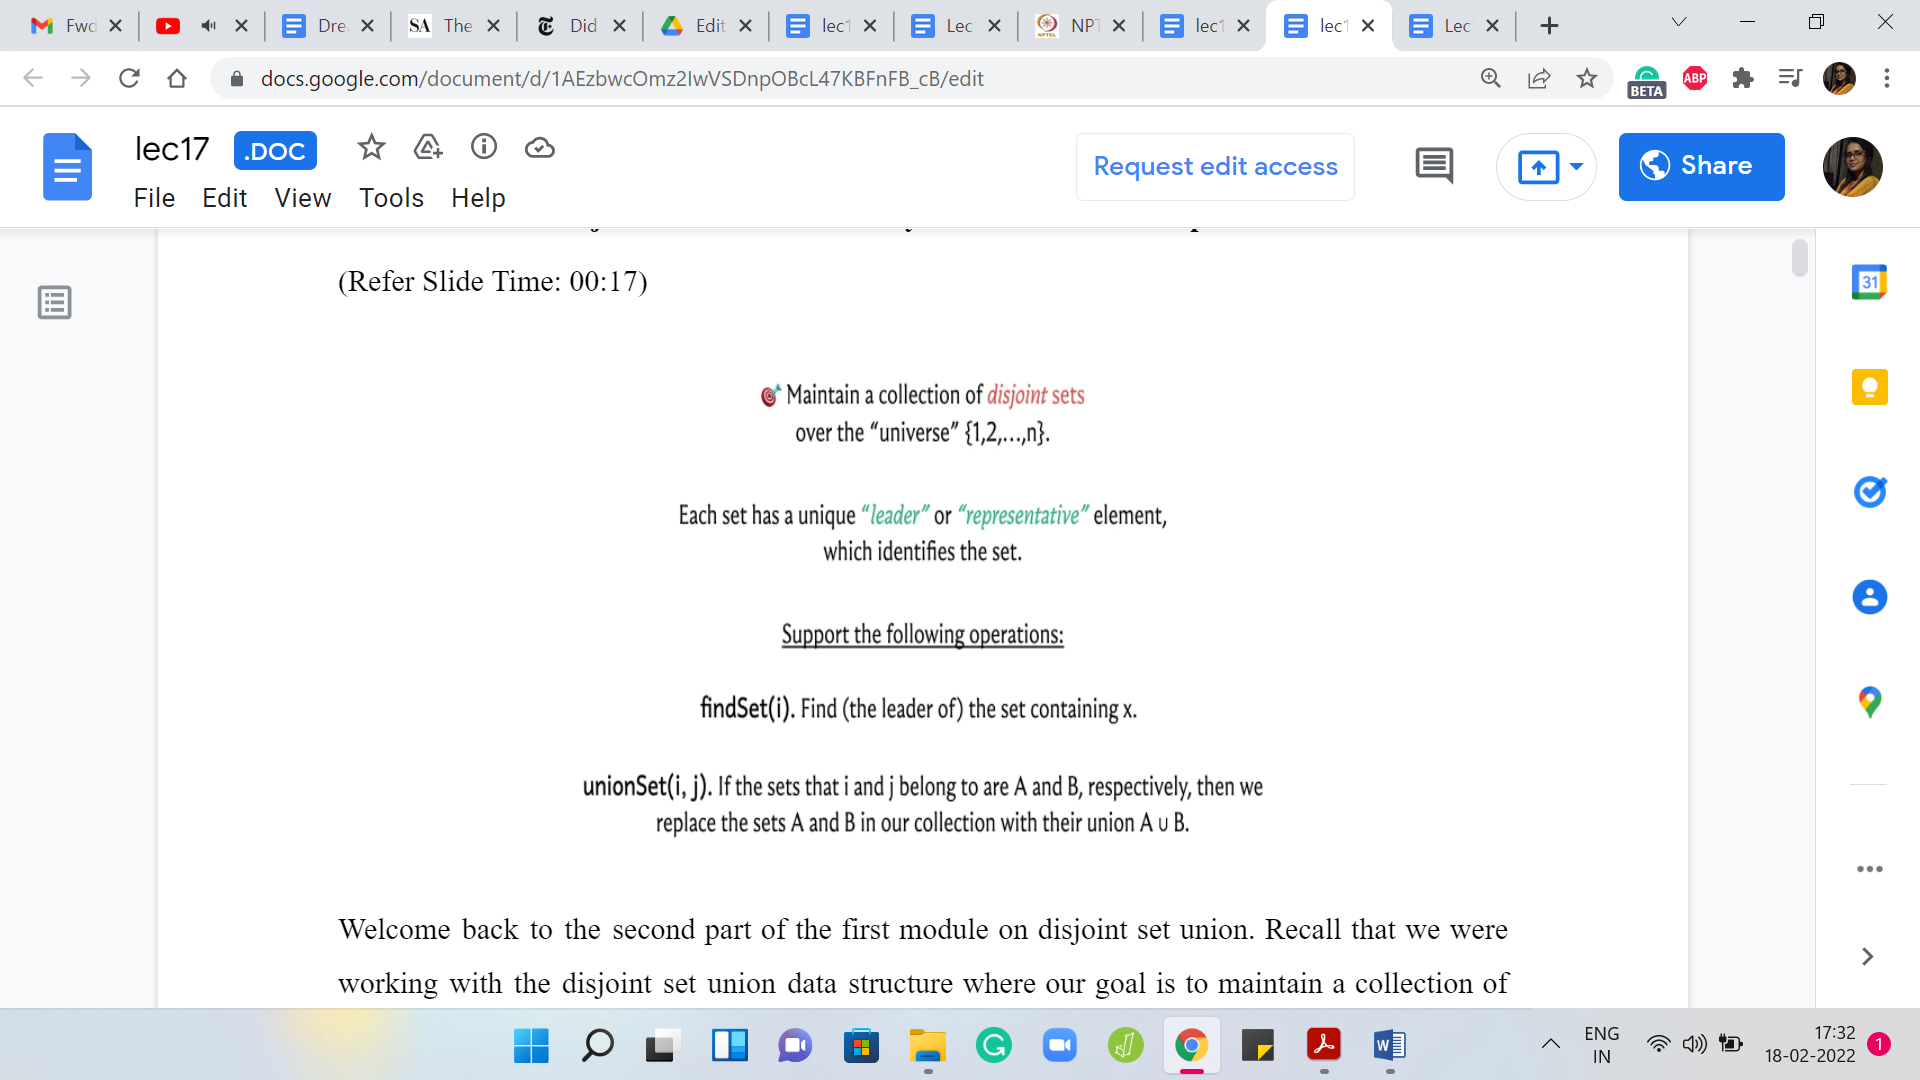 Fwd
Dre
SA The
Did
Edit
lec1
Lec
NPT
lec1
lec1
Lec
docs.google.com/document/d/1AEzbwcOmz2IwVSDnpOBcL47KBFnFB_cB/edit
BETA
ABP
lec17 .DOC
File Edit View Tools Help
Request edit access
Share
(Refer Slide Time: 00:17)
Maintain a collection of disjoint sets
over the “universe” {1,2,...,n}.
Each set has a unique “leader” or “representative” element,
which identifies the set.
Support the following operations:
findSet(i). Find (the leader of) the set containing x.
unionSet(i, j). If the sets that i and j belong to are A and B, respectively, then we
replace the sets A and B in our collection with their union A ∪ B.
Welcome back to the second part of the first module on disjoint set union. Recall that we were
working with the disjoint set union data structure where our goal is to maintain a collection of
31
ENG
IN
17:32
18-02-2022
1